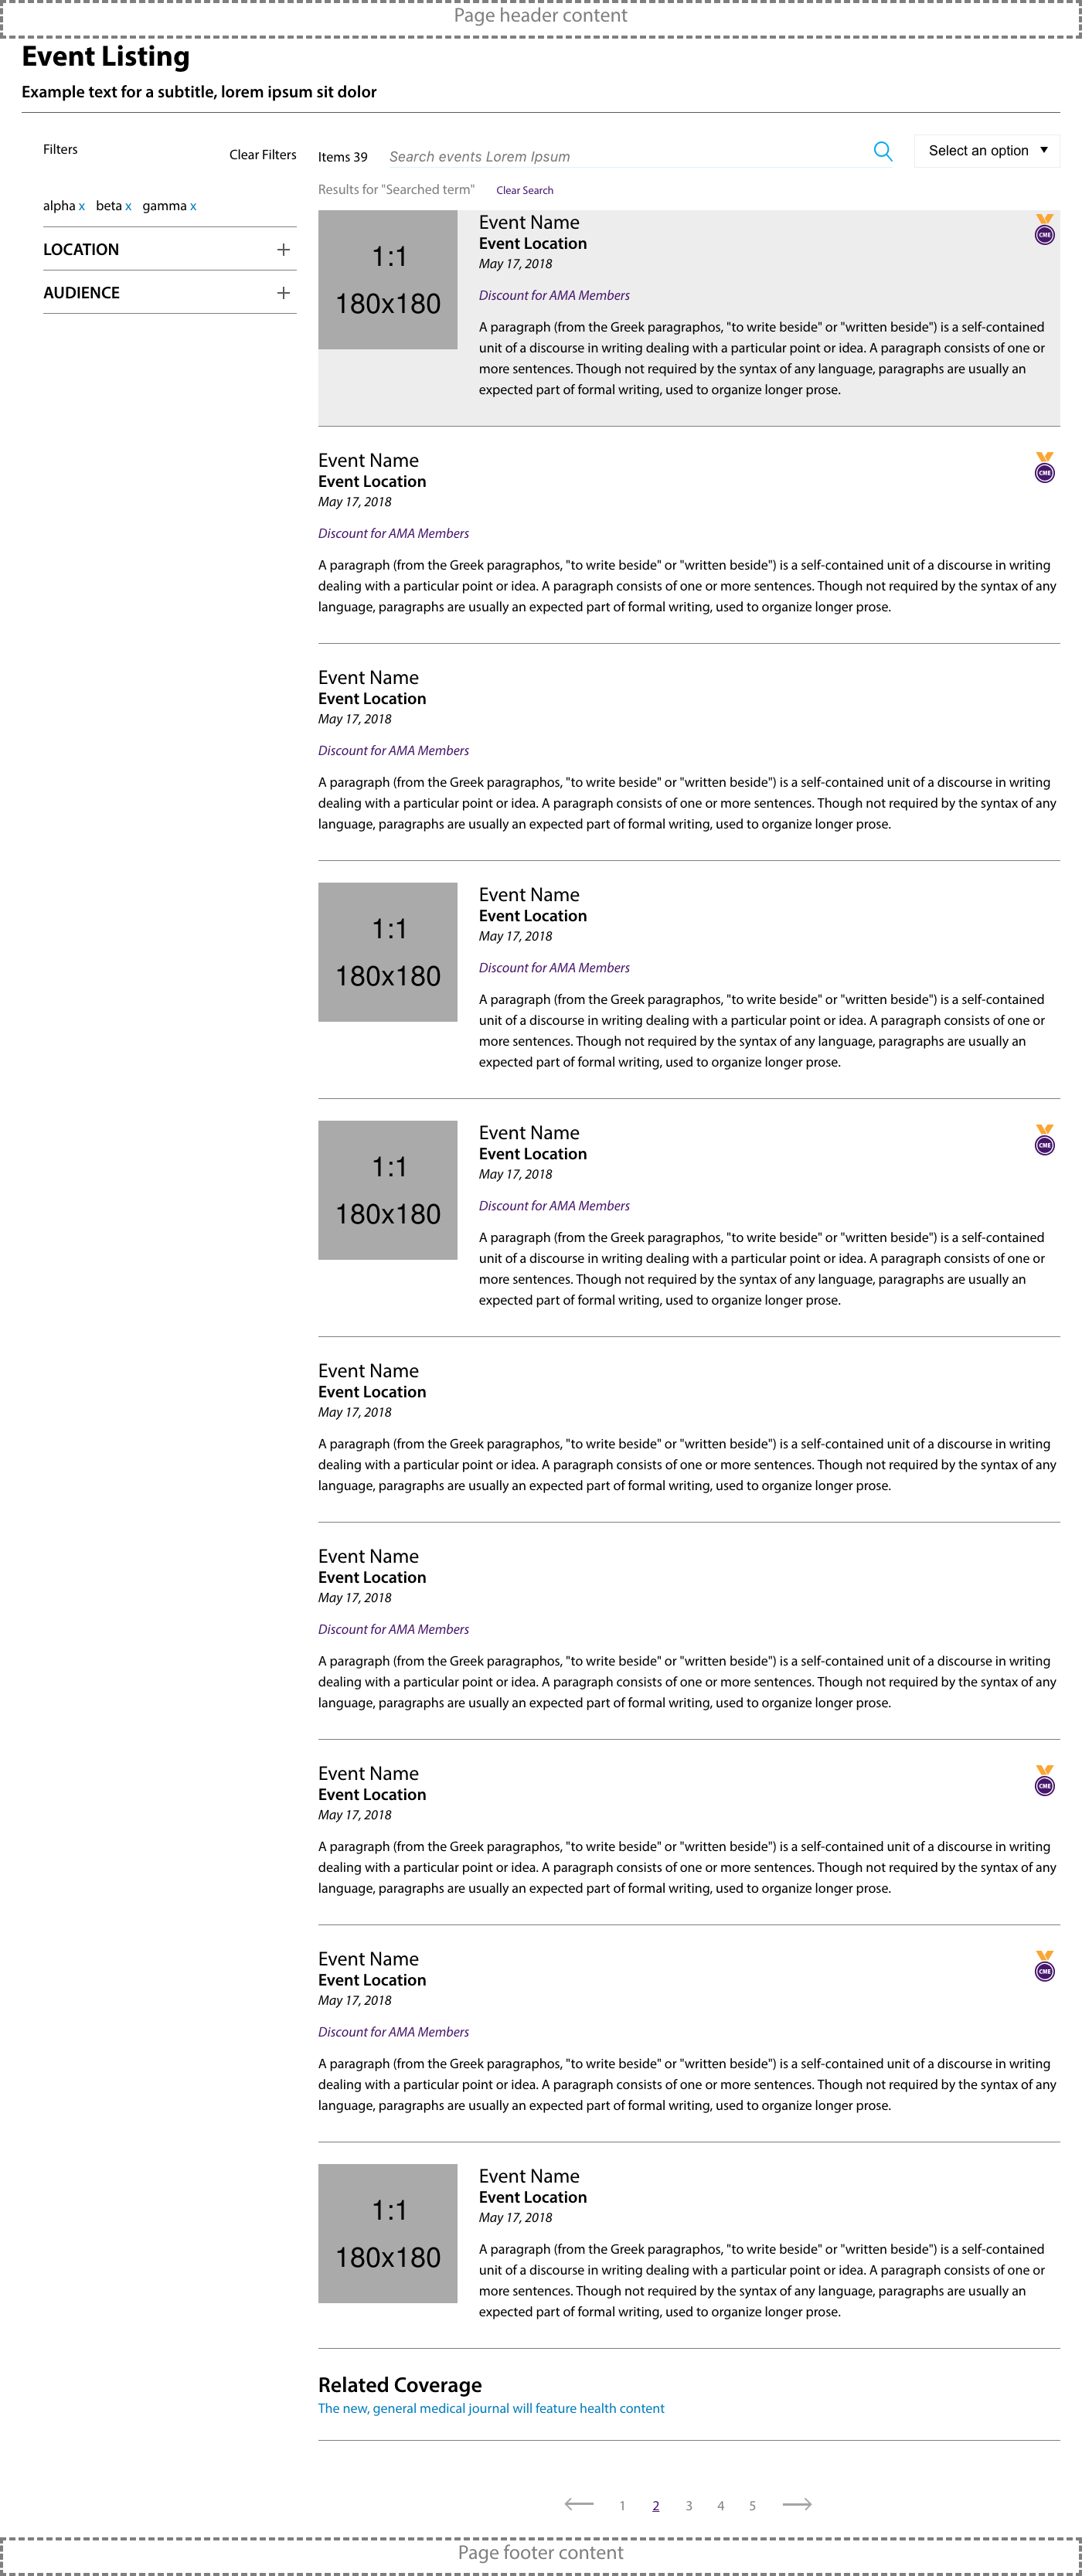 Page header content
Event Listing
Example text for a subtitle, lorem ipsum sit dolor
Filters
Clear Filters
alpha x beta x gamma x
LOCATION
AUDIENCE
Items 39
Search events Lorem Ipsum
Select an option
Results for "Searched term"
Clear Search
1:1
180x180
Event Name
CME
Event Location
May 17, 2018
Discount for AMA Members
A paragraph (from the Greek paragraphos, "to write beside" or "written beside") is a self-contained
unit of a discourse in writing dealing with a particular point or idea. A paragraph consists of one or
more sentences. Though not required by the syntax of any language, paragraphs are usually an
expected part of formal writing, used to organize longer prose.
Event Name
CME
Event Location
May 17, 2018
Discount for AMA Members
A paragraph (from the Greek paragraphos, "to write beside" or "written beside") is a self-contained unit of a discourse in writing
dealing with a particular point or idea. A paragraph consists of one or more sentences. Though not required by the syntax of any
language, paragraphs are usually an expected part of formal writing, used to organize longer prose.
Event Name
Event Location
May 17, 2018
Discount for AMA Members
A paragraph (from the Greek paragraphos, "to write beside" or "written beside") is a self-contained unit of a discourse in writing
dealing with a particular point or idea. A paragraph consists of one or more sentences. Though not required by the syntax of any
language, paragraphs are usually an expected part of formal writing, used to organize longer prose.
1:1
180x180
Event Name
Event Location
May 17, 2018
Discount for AMA Members
A paragraph (from the Greek paragraphos, "to write beside" or "written beside") is a self-contained
unit of a discourse in writing dealing with a particular point or idea. A paragraph consists of one or
more sentences. Though not required by the syntax of any language, paragraphs are usually an
expected part of formal writing, used to organize longer prose.
1:1
180x180
Event Name
CME
Event Location
May 17, 2018
Discount for AMA Members
A paragraph (from the Greek paragraphos, "to write beside" or "written beside") is a self-contained
unit of a discourse in writing dealing with a particular point or idea. A paragraph consists of one or
more sentences. Though not required by the syntax of any language, paragraphs are usually an
expected part of formal writing, used to organize longer prose.
Event Name
Event Location
May 17, 2018
A paragraph (from the Greek paragraphos, "to write beside" or "written beside") is a self-contained unit of a discourse in writing
dealing with a particular point or idea. A paragraph consists of one or more sentences. Though not required by the syntax of any
language, paragraphs are usually an expected part of formal writing, used to organize longer prose.
Event Name
Event Location
May 17, 2018
Discount for AMA Members
A paragraph (from the Greek paragraphos, "to write beside" or "written beside") is a self-contained unit of a discourse in writing
dealing with a particular point or idea. A paragraph consists of one or more sentences. Though not required by the syntax of any
language, paragraphs are usually an expected part of formal writing, used to organize longer prose.
Event Name
CME
Event Location
May 17, 2018
A paragraph (from the Greek paragraphos, "to write beside" or "written beside") is a self-contained unit of a discourse in writing
dealing with a particular point or idea. A paragraph consists of one or more sentences. Though not required by the syntax of any
language, paragraphs are usually an expected part of formal writing, used to organize longer prose.
Event Name
CME
Event Location
May 17, 2018
Discount for AMA Members
A paragraph (from the Greek paragraphos, "to write beside" or "written beside") is a self-contained unit of a discourse in writing
dealing with a particular point or idea. A paragraph consists of one or more sentences. Though not required by the syntax of any
language, paragraphs are usually an expected part of formal writing, used to organize longer prose.
1:1
180x180
Event Name
Event Location
May 17, 2018
A paragraph (from the Greek paragraphos, "to write beside" or "written beside") is a self-contained
unit of a discourse in writing dealing with a particular point or idea. A paragraph consists of one or
more sentences. Though not required by the syntax of any language, paragraphs are usually an
expected part of formal writing, used to organize longer prose.
Related Coverage
The new, general medical journal will feature health content
1 2 3 4 5
Page footer content